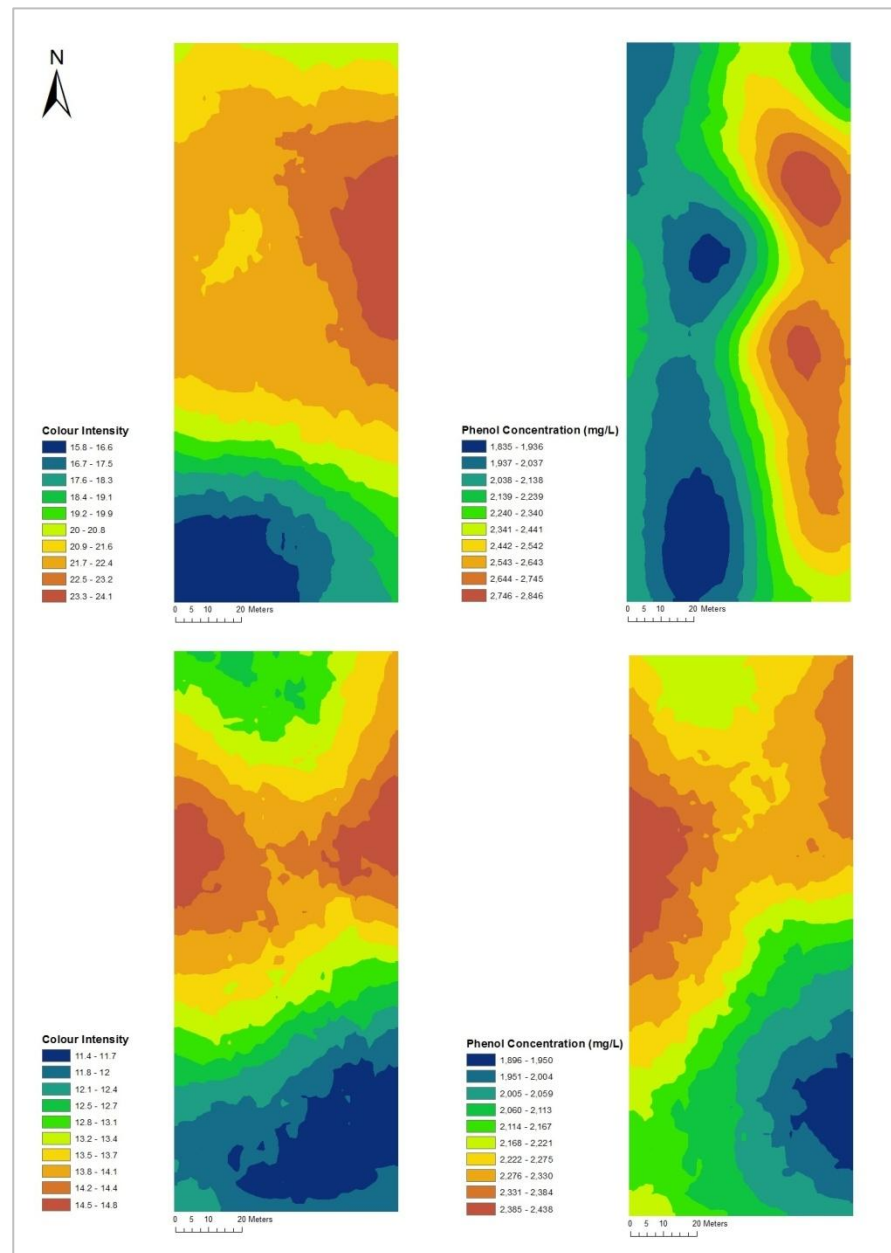 N
Colour Intensity
15.8 - 16.6
16.7 - 17.5
17.6 - 18.3
18.4 - 19.1
19.2 - 19.9
20 - 20.8
20.9 - 21.6
21.7 - 22.4
22.5 - 23.2
23.3 - 24.1
0 5 10 20 Meters
Phenol Concentration (mg/L)
1,835 - 1,936
1,937 - 2,037
2,038 - 2,138
2,139 - 2,239
2,240 - 2,340
2,341 - 2,441
2,442 - 2,542
2,543 - 2,643
2,644 - 2,745
2,746 - 2,846
0 5 10 20 Meters
Colour Intensity
11.4 - 11.7
11.8 - 12
12.1 - 12.4
12.5 - 12.7
12.8 - 13.1
13.2 - 13.4
13.5 - 13.7
13.8 - 14.1
14.2 - 14.4
14.5 - 14.8
0 5 10 20 Meters
Phenol Concentration (mg/L)
1,896 - 1,950
1,951 - 2,004
2,005 - 2,059
2,060 - 2,113
2,114 - 2,167
2,168 - 2,221
2,222 - 2,275
2,276 - 2,330
2,331 - 2,384
2,385 - 2,438
0 5 10 20 Meters